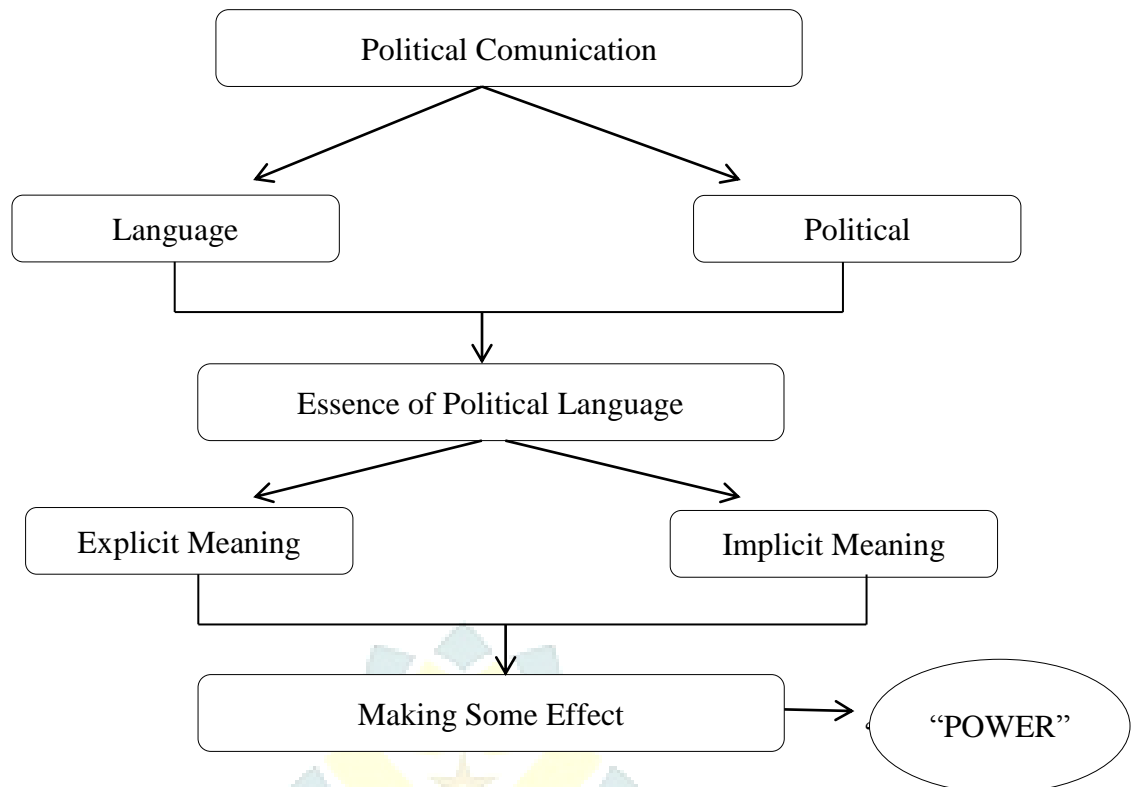 Political Comunication
Language
Political
Essence of Political Language
Explicit Meaning
Implicit Meaning
Making Some Effect
“POWER”